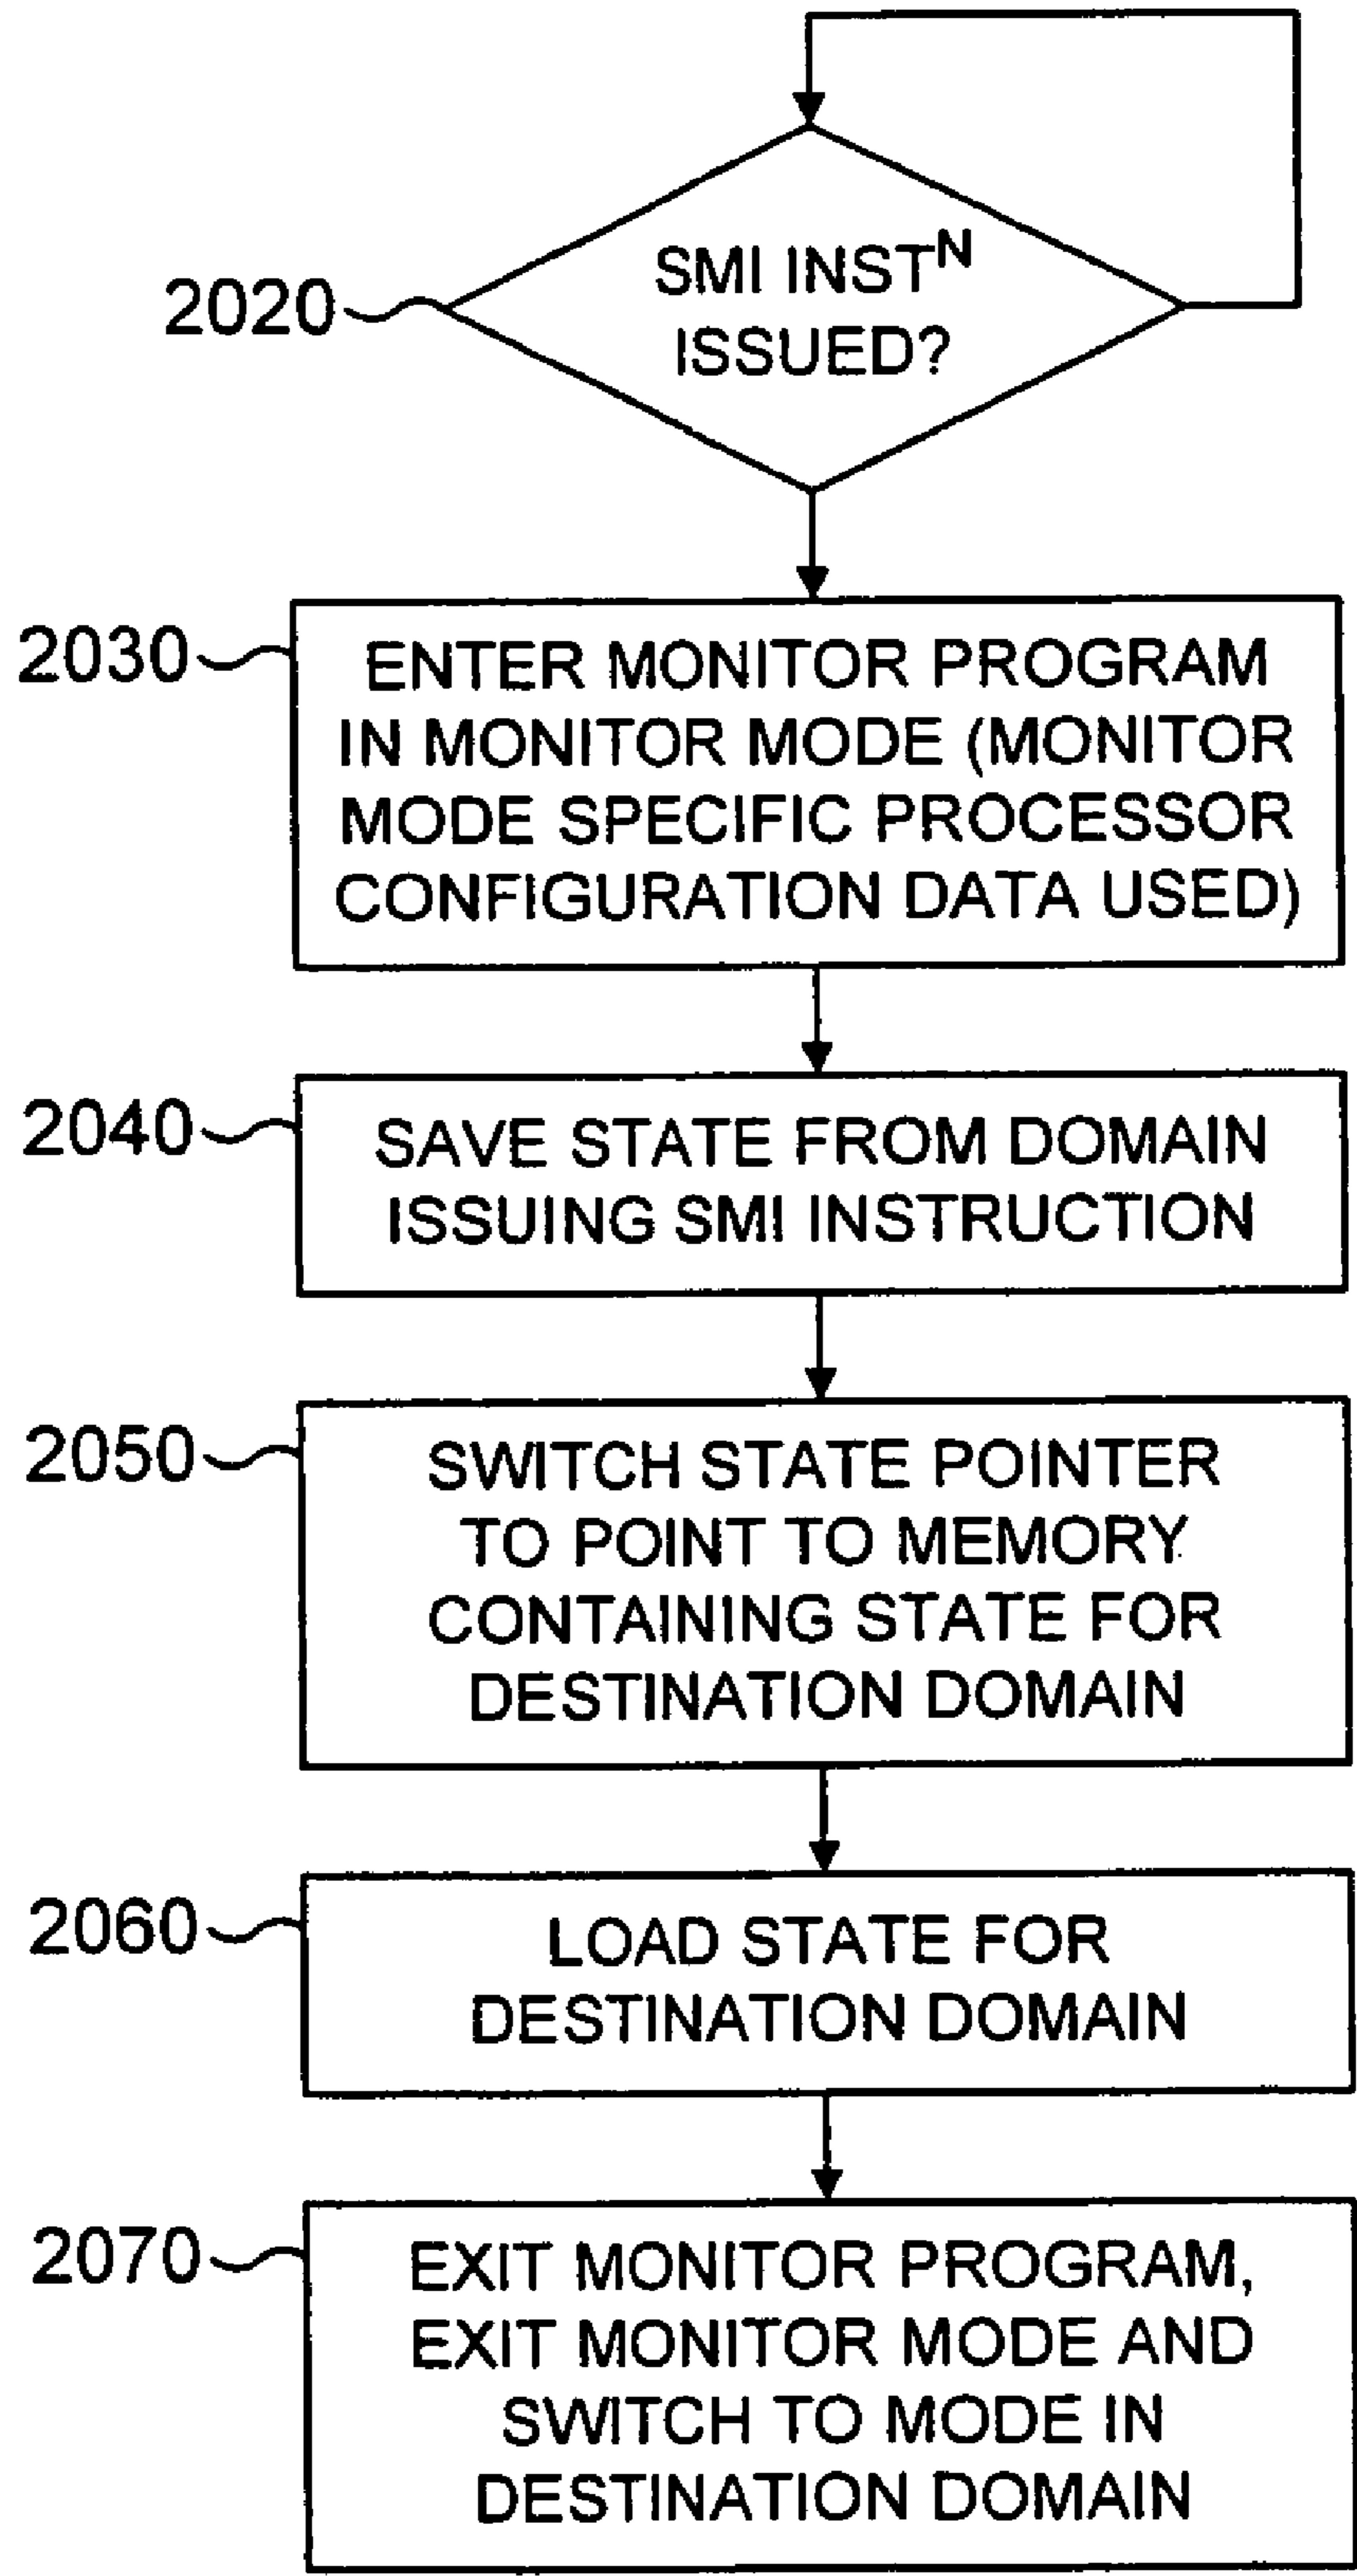 2020
SMI INSTᴺ
ISSUED?
2030
ENTER MONITOR PROGRAM
IN MONITOR MODE (MONITOR
MODE SPECIFIC PROCESSOR
CONFIGURATION DATA USED)
2040
SAVE STATE FROM DOMAIN
ISSUING SMI INSTRUCTION
2050
SWITCH STATE POINTER
TO POINT TO MEMORY
CONTAINING STATE FOR
DESTINATION DOMAIN
2060
LOAD STATE FOR
DESTINATION DOMAIN
2070
EXIT MONITOR PROGRAM,
EXIT MONITOR MODE AND
SWITCH TO MODE IN
DESTINATION DOMAIN